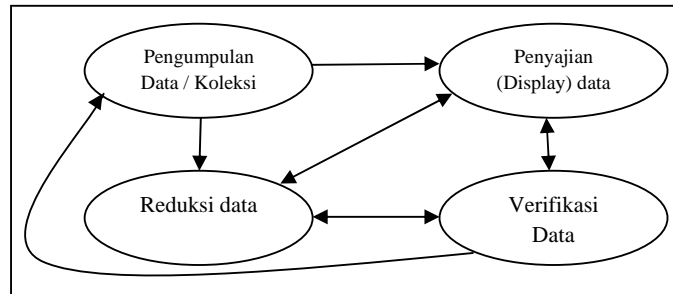 Pengumpulan
Data / Koleksi
Penyajian
(Display) data
Reduksi data
Verifikasi
Data